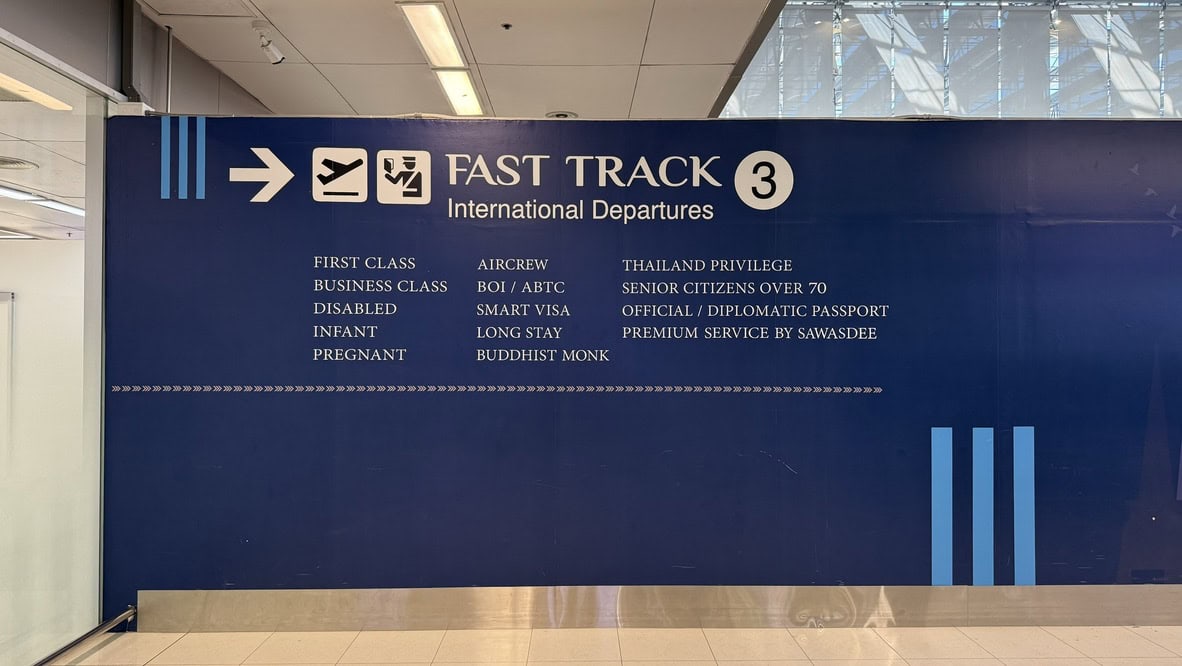 FAST TRACK 3
International Departures
FIRST CLASS
BUSINESS CLASS
DISABLED
INFANT
PREGNANT
AIRCREW
BOI / ABTC
SMART VISA
LONG STAY
BUDDHIST MONK
THAILAND PRIVILEGE
SENIOR CITIZENS OVER 70
OFFICIAL / DIPLOMATIC PASSPORT
PREMIUM SERVICE BY SAWASDEE